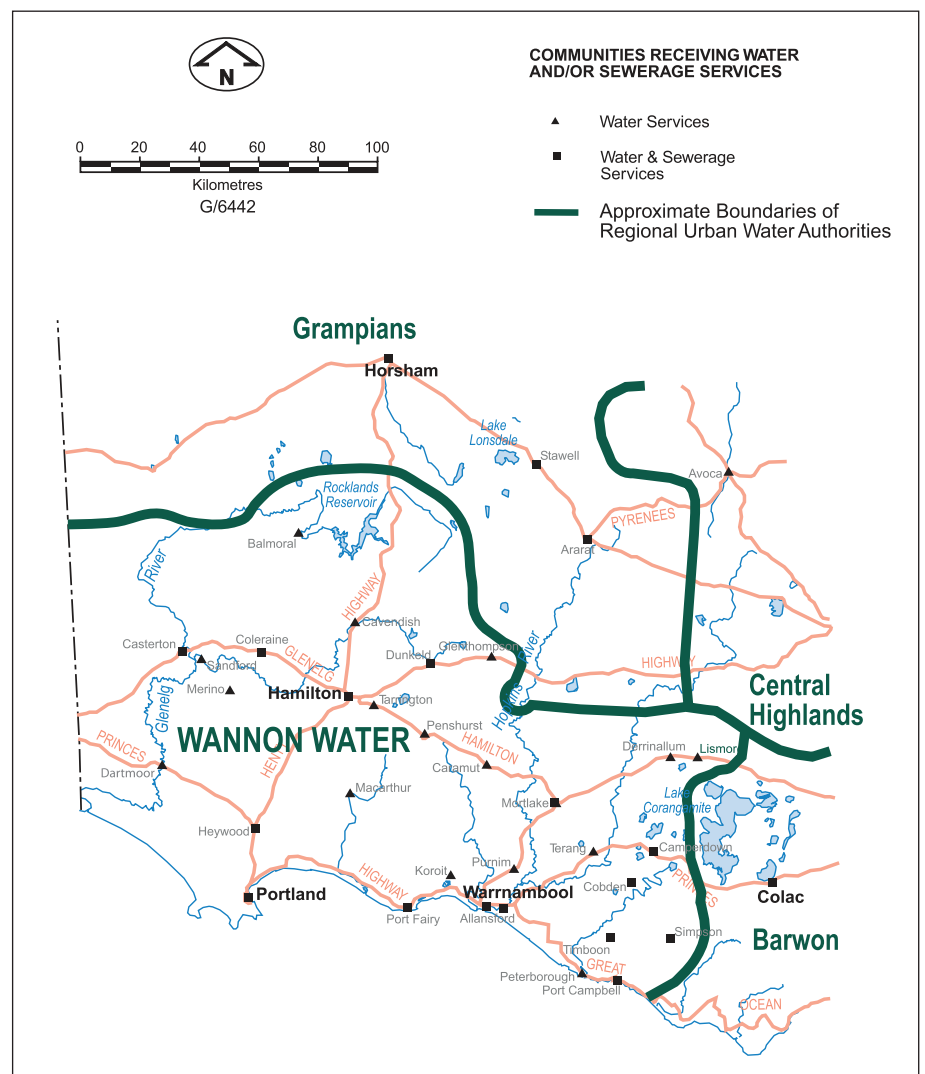 COMMUNITIES RECEIVING WATER
AND/OR SEWERAGE SERVICES
N
Water Services
0 20 40 60 80 100
Water & Sewerage
Services
Kilometres
G/6442
Approximate Boundaries of
Regional Urban Water Authorities
Grampians
Horsham
Lake
Lonsdale
Stawell
Avoca
Rocklands
Reservoir
PYRENEES
Balmoral
Ararat
River
HIGHWAY
Cavendish
Casterton
Coleraine
GLENELG
Dunkeld
Glenthompson
River
Sandford
HIGHWAY
Merino
Hamilton
Tarrington
Hopkins
Glenelg
Central
Highlands
Penshurst
WANNON WATER
HAMILTON
PRINCES
HENTY
Derrinallum
Lismore
Dartmoor
Caramut
Macarthur
Lake
Corangamite
Mortlake
Heywood
Terang
Camperdown
Purnim
Koroit
HIGHWAY
PRINCES
Cobden
Portland
Warrnambool
Colac
Port Fairy
Allansford
Simpson
Barwon
Timboon
GREAT
Peterborough
Port Campbell
OCEAN